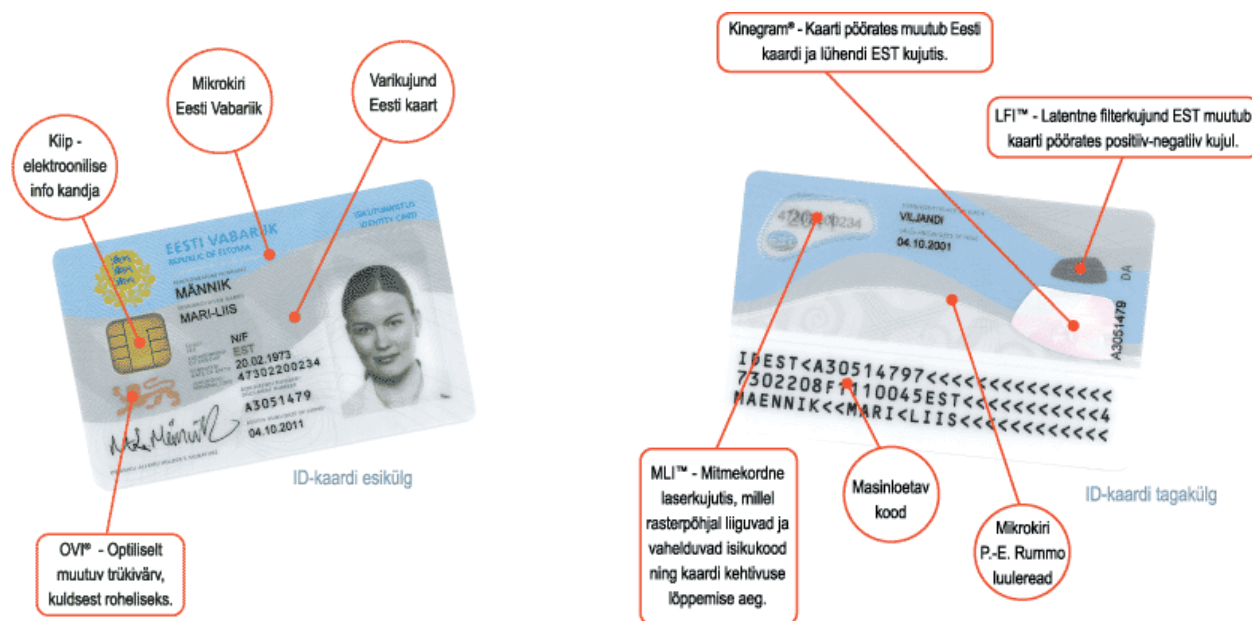 Mikrokiri
Eesti Vabariik
Varikujund
Eesti kaart
Kiip -
elektroonilise
info kandja
EESTI VABARIIK
REPUBLIC OF ESTONIA
ISIKUTUNNISTUS
IDENTITY CARD
MÄNNIK
MARI-LIIS
N/F
EST
20.02.1973
47302200234
A3051479
04.10.2011
ID-kaardi esikülg
OVI® - Optiliselt
muutuv trükivärv,
kuldsest roheliseks.
Kinegram® - Kaarti pöörates muutub Eesti
kaardi ja lühendi EST kujutis.
LFI™ - Latentne filterkujund EST muutub
kaarti pöörates positiiv-negatiiv kujul.
VILJANDI
04.10.2001
A3051479 DA
IDEST<A30514797<<<<<<<<<<<<<<<
7302208F1110045EST<<<<<<<<<<<4
MAENNIK<<MARI<LIIS<<<<<<<<<<<<
MLI™ - Mitmekordne
laserkujutis, millel
rasterpõhjal liiguvad ja
vahelduvad isikukood
ning kaardi kehtivuse
lõppemise aeg.
Masinloetav
kood
Mikrokiri
P.-E. Rummo
luuleread
ID-kaardi tagakülg